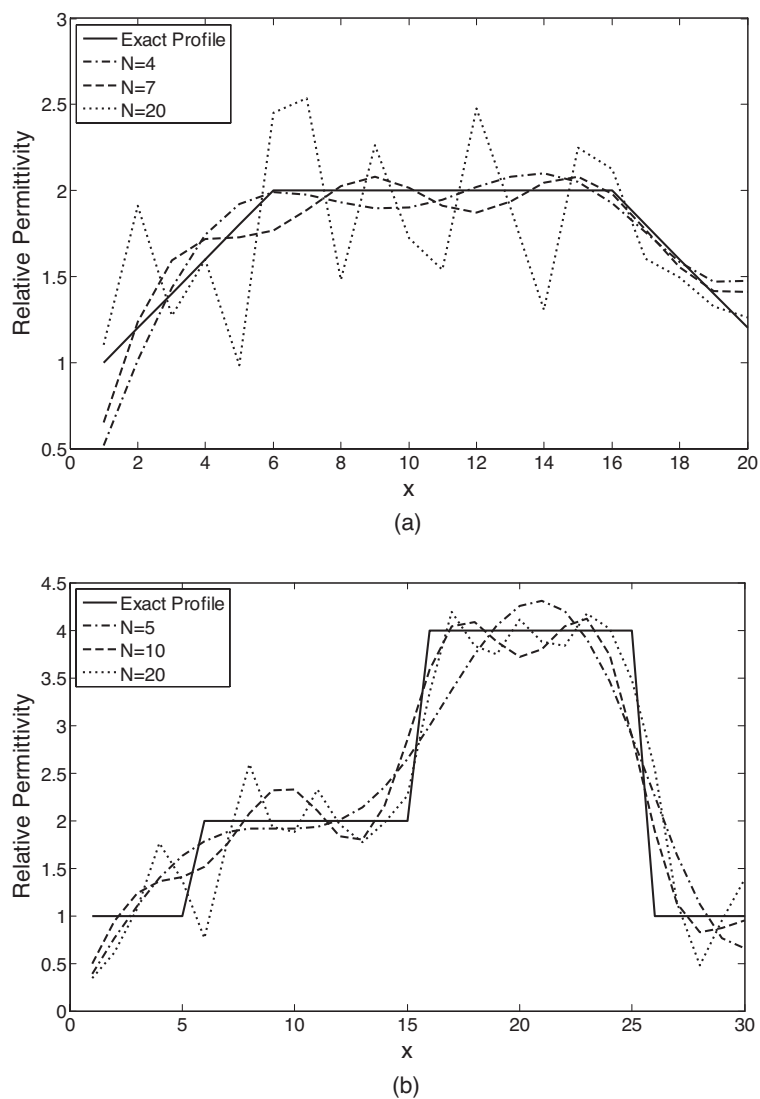 3
2.5
2
1.5
1
0.5
Relative Permittivity
Exact Profile
N=4
N=7
N=20
0 2 4 6 8 10 12 14 16 18 20
x
(a)
4.5
4
3.5
3
2.5
2
1.5
1
0.5
0
Relative Permittivity
Exact Profile
N=5
N=10
N=20
0 5 10 15 20 25 30
x
(b)